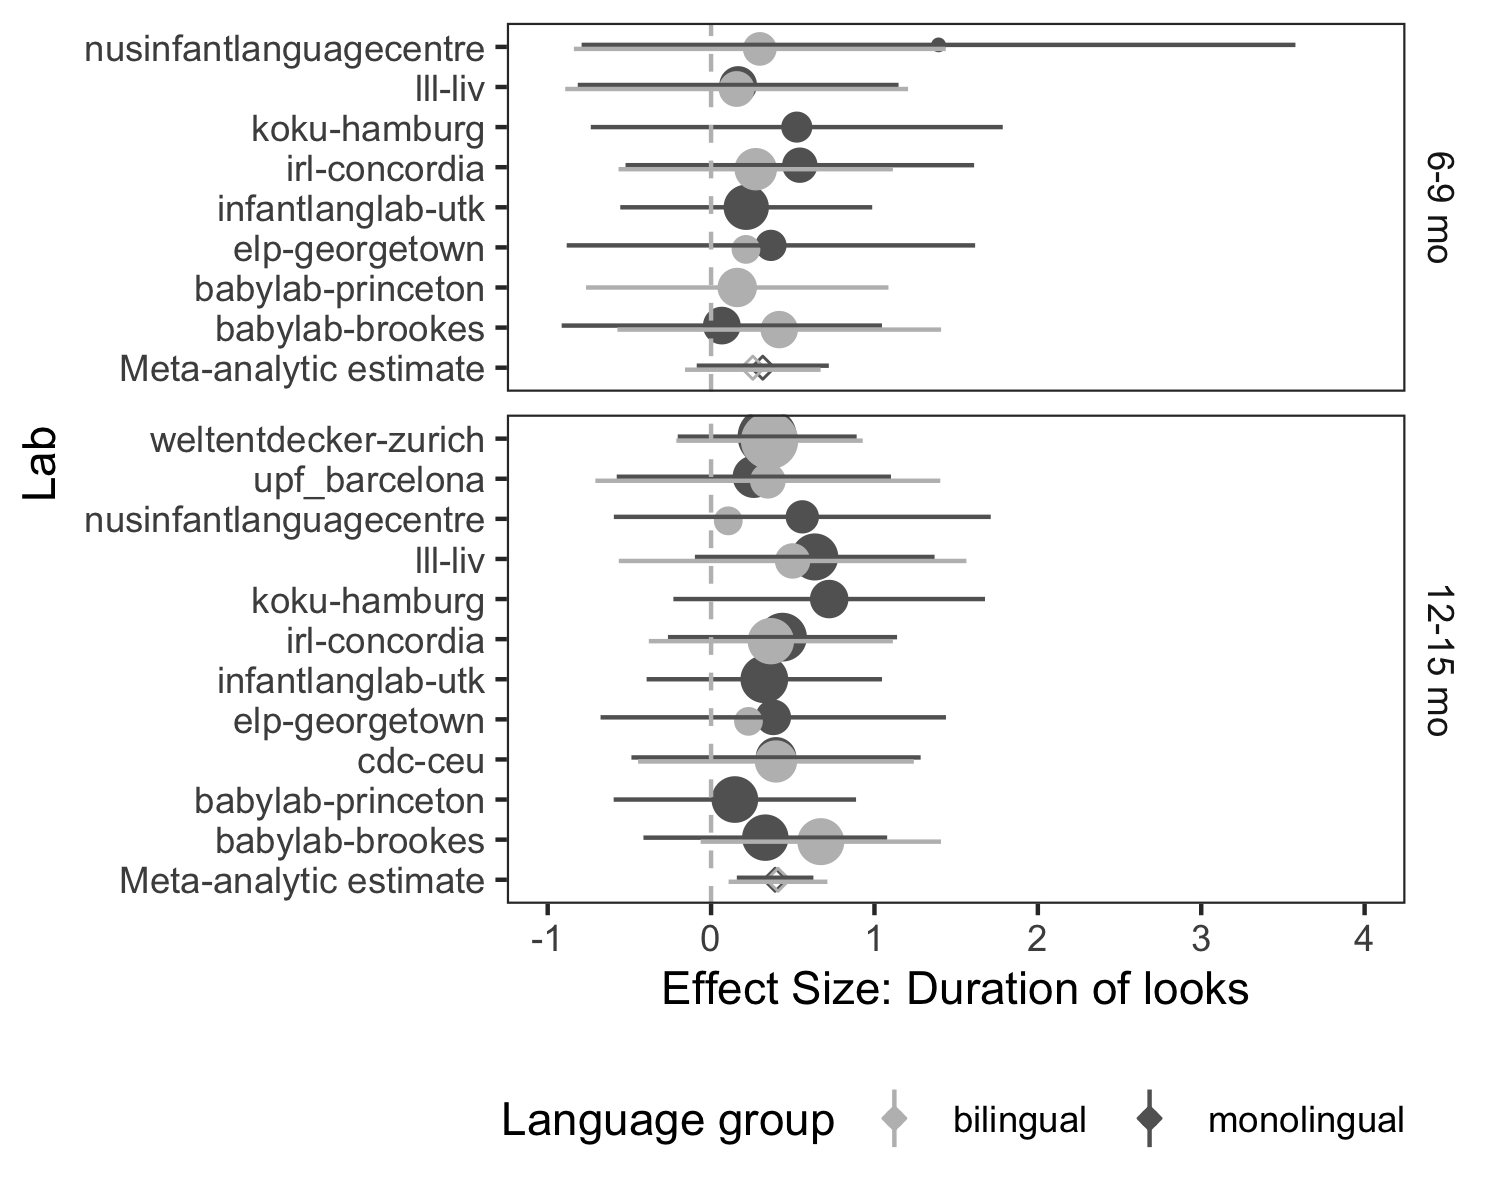 nusinfantlanguagecentre
lll-liv
koku-hamburg
irl-concordia
infantlanglab-utk
elp-georgetown
babylab-princeton
babylab-brookes
Meta-analytic estimate
6-9 mo
weltentdecker-zurich
upf_barcelona
nusinfantlanguagecentre
lll-liv
koku-hamburg
irl-concordia
infantlanglab-utk
elp-georgetown
cdc-ceu
babylab-princeton
babylab-brookes
Meta-analytic estimate
12-15 mo
Lab
-1 0 1 2 3 4
Effect Size: Duration of looks
Language group bilingual monolingual